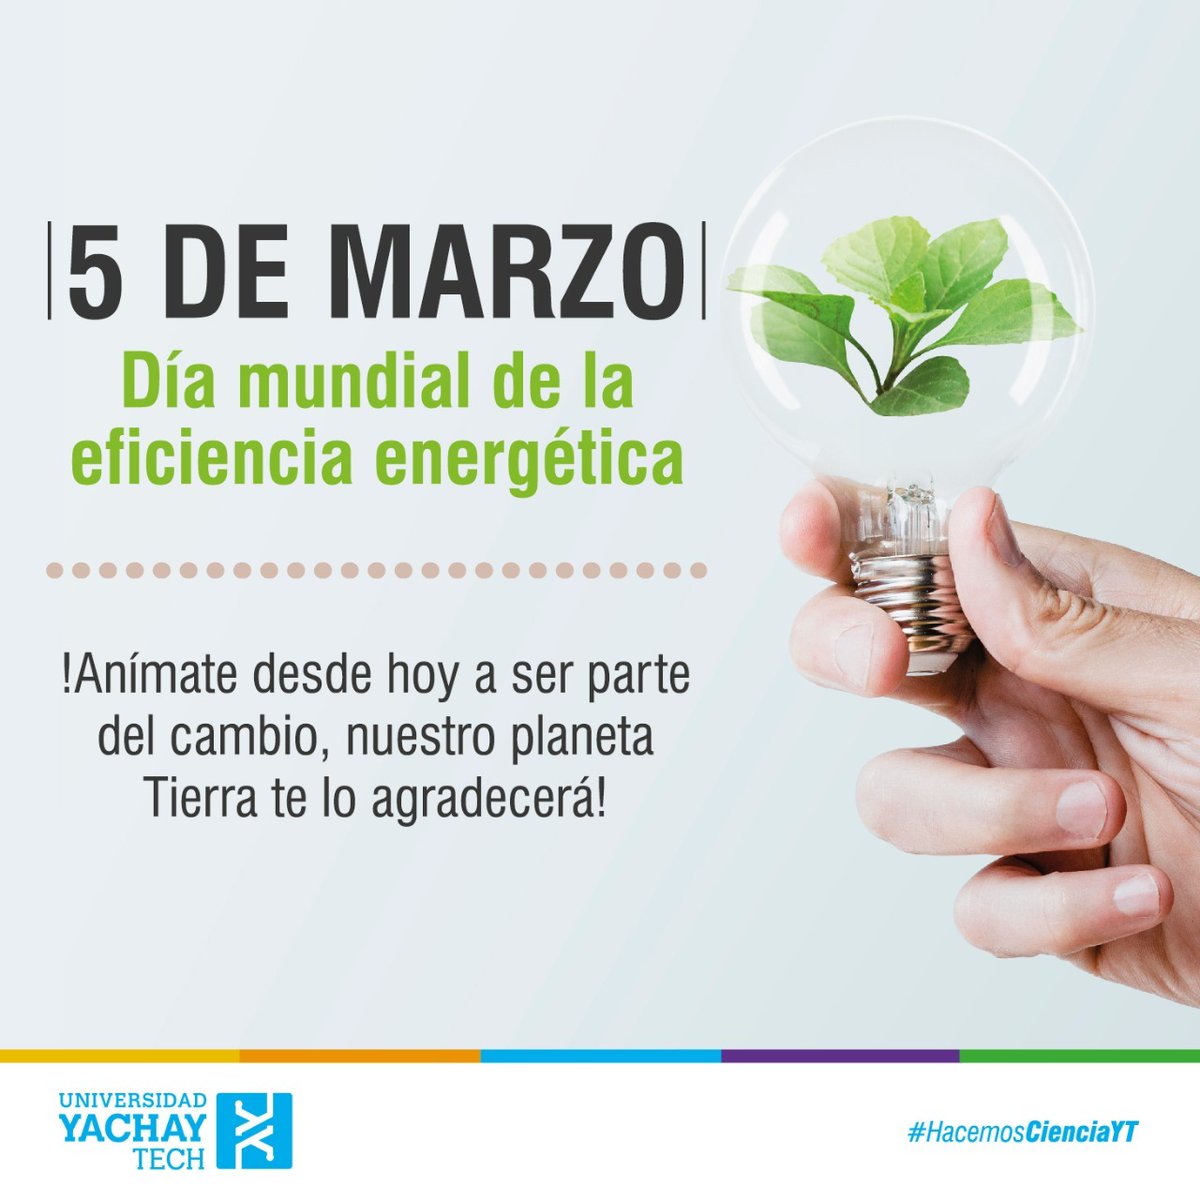 5 DE MARZO
Día mundial de la
eficiencia energética
!Anímate desde hoy a ser parte
del cambio, nuestro planeta
Tierra te lo agradecerá!
UNIVERSIDAD
YACHAY
TECH
#HacemosCienciaYT